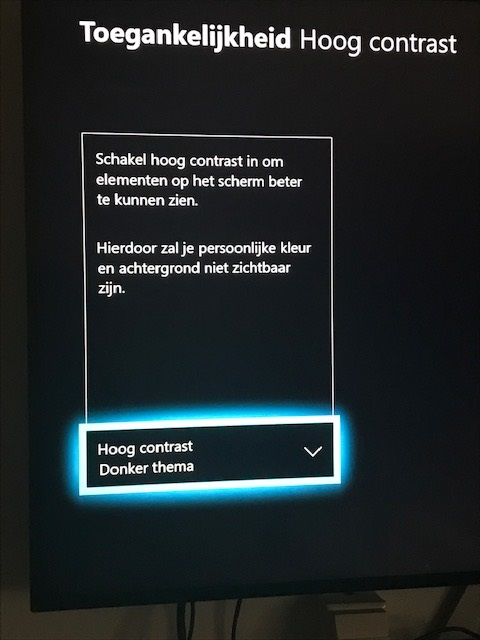 Toegankelijkheid Hoog contrast
Schakel hoog contrast in om
elementen op het scherm beter
te kunnen zien.
Hierdoor zal je persoonlijke kleur
en achtergrond niet zichtbaar
zijn.
Hoog contrast
Donker thema